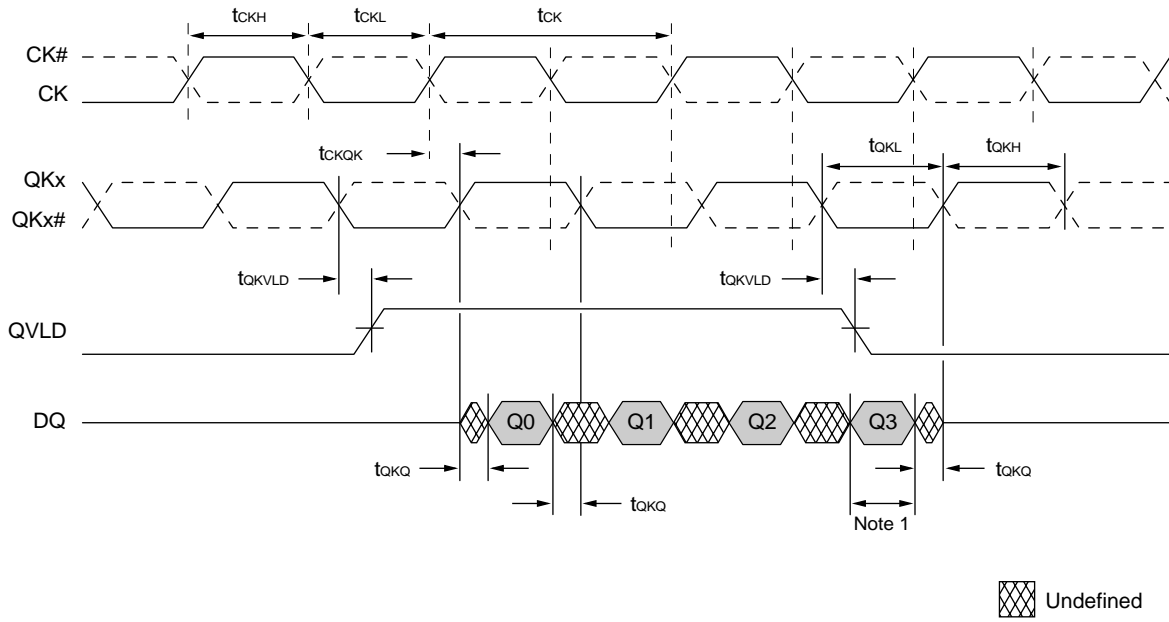 tCKH tCKL tCK
CK#
CK
tCKQK tQKL tQKH
QKx
QKx#
tQKVLD tQKVLD
QVLD
DQ Q0 Q1 Q2 Q3
tQKQ tQKQ
tQKQ
Note 1
Undefined